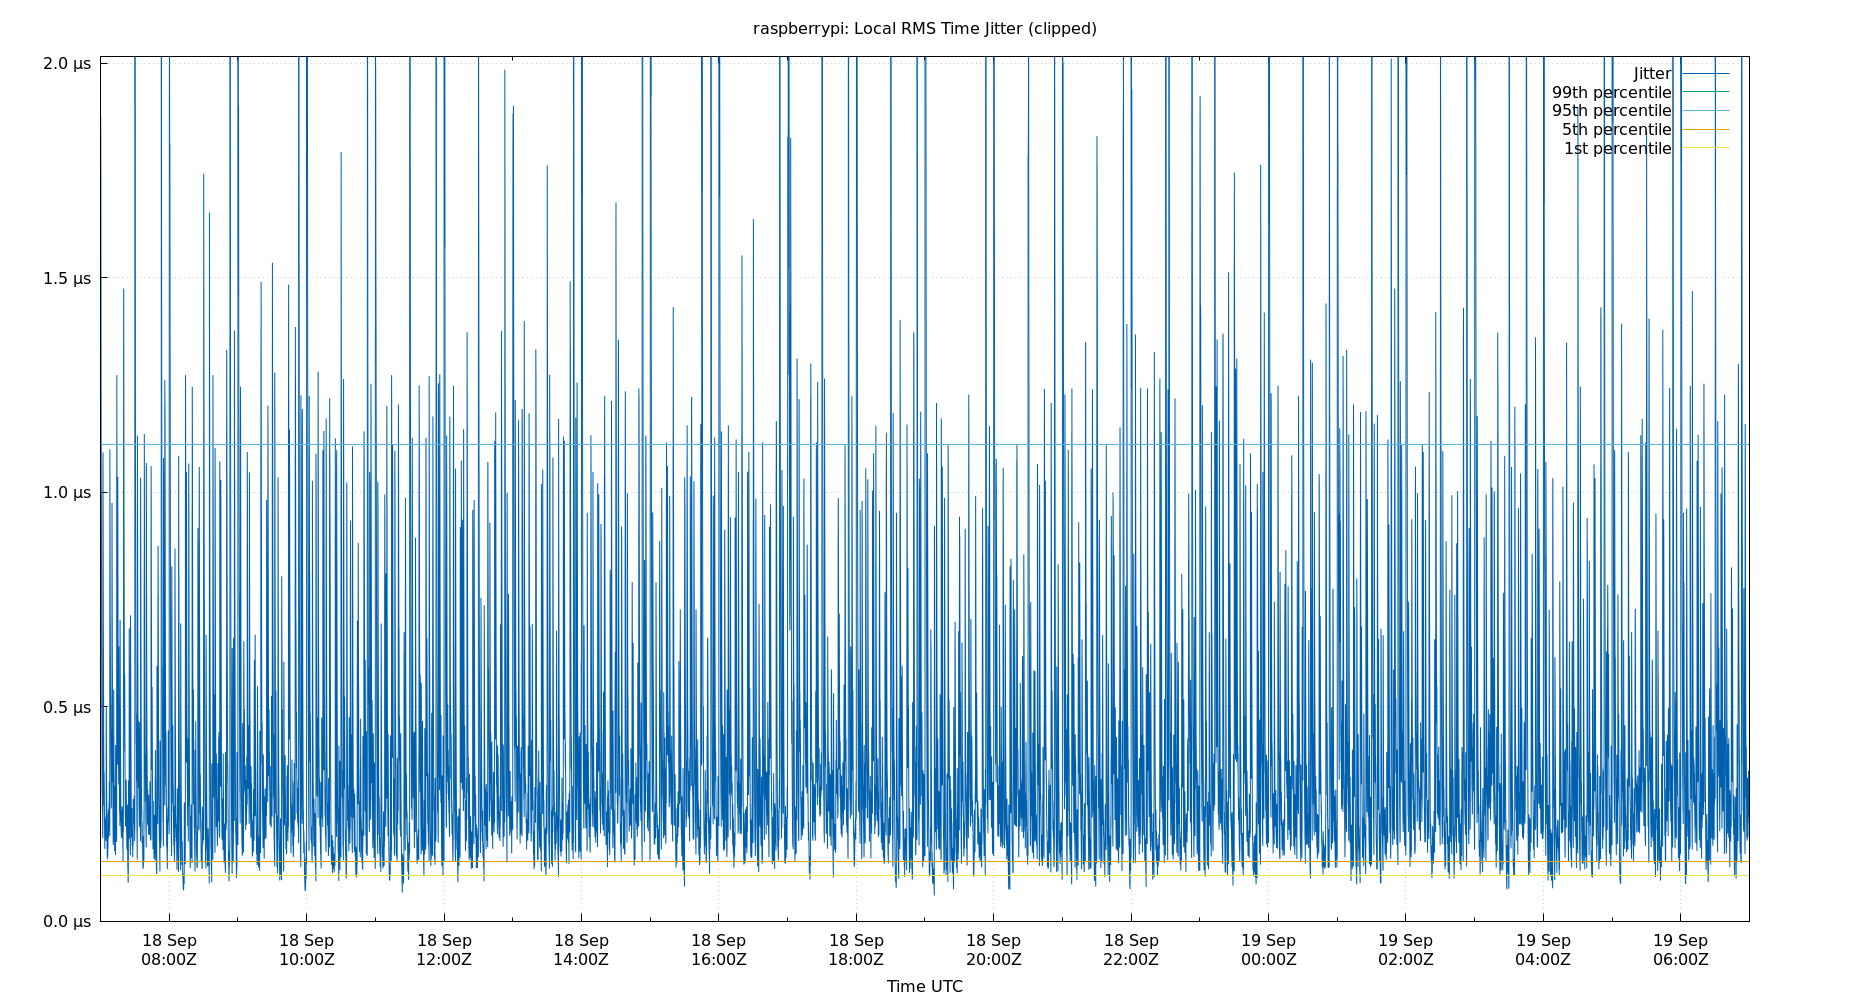 raspberrypi: Local RMS Time Jitter (clipped)
2.0 µs
1.5 µs
1.0 µs
0.5 µs
0.0 µs
Jitter
99th percentile
95th percentile
5th percentile
1st percentile
18 Sep
08:00Z
18 Sep
10:00Z
18 Sep
12:00Z
18 Sep
14:00Z
18 Sep
16:00Z
18 Sep
18:00Z
18 Sep
20:00Z
18 Sep
22:00Z
19 Sep
00:00Z
19 Sep
02:00Z
19 Sep
04:00Z
19 Sep
06:00Z
Time UTC